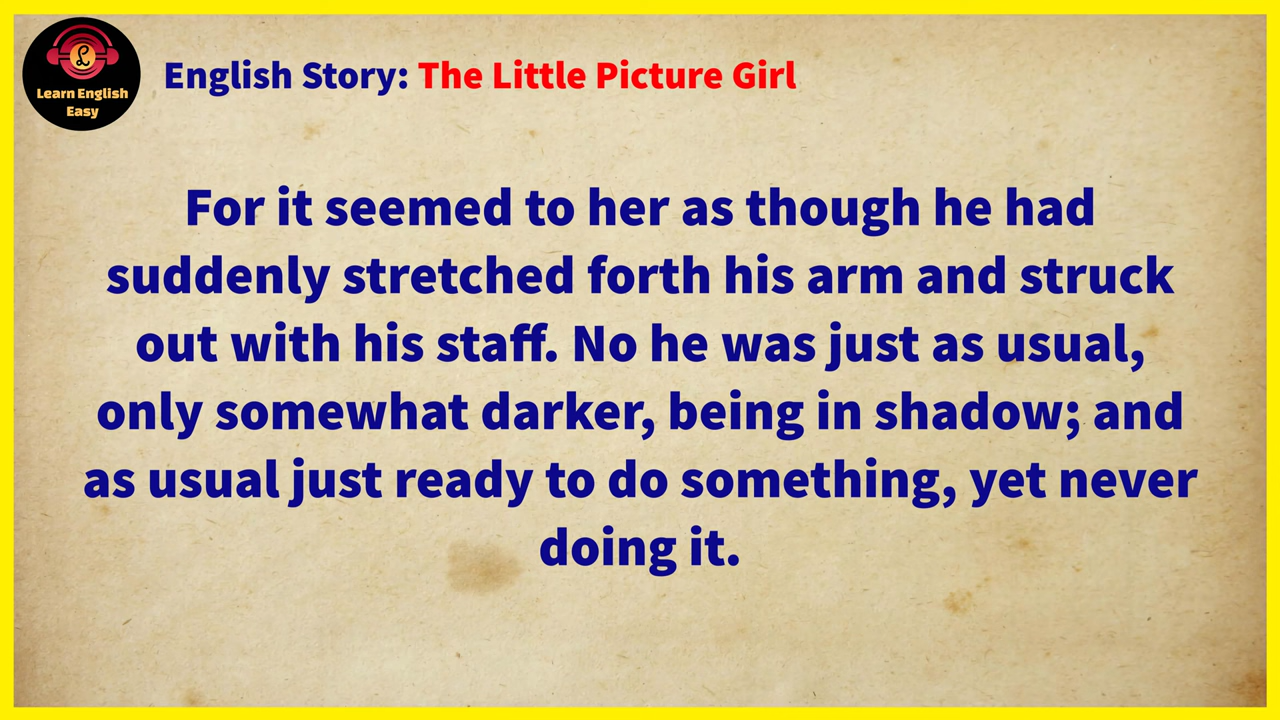 Learn English
Easy
English Story: The Little Picture Girl
For it seemed to her as though he had
suddenly stretched forth his arm and struck
out with his staff. No he was just as usual,
only somewhat darker, being in shadow; and
as usual just ready to do something, yet never
doing it.